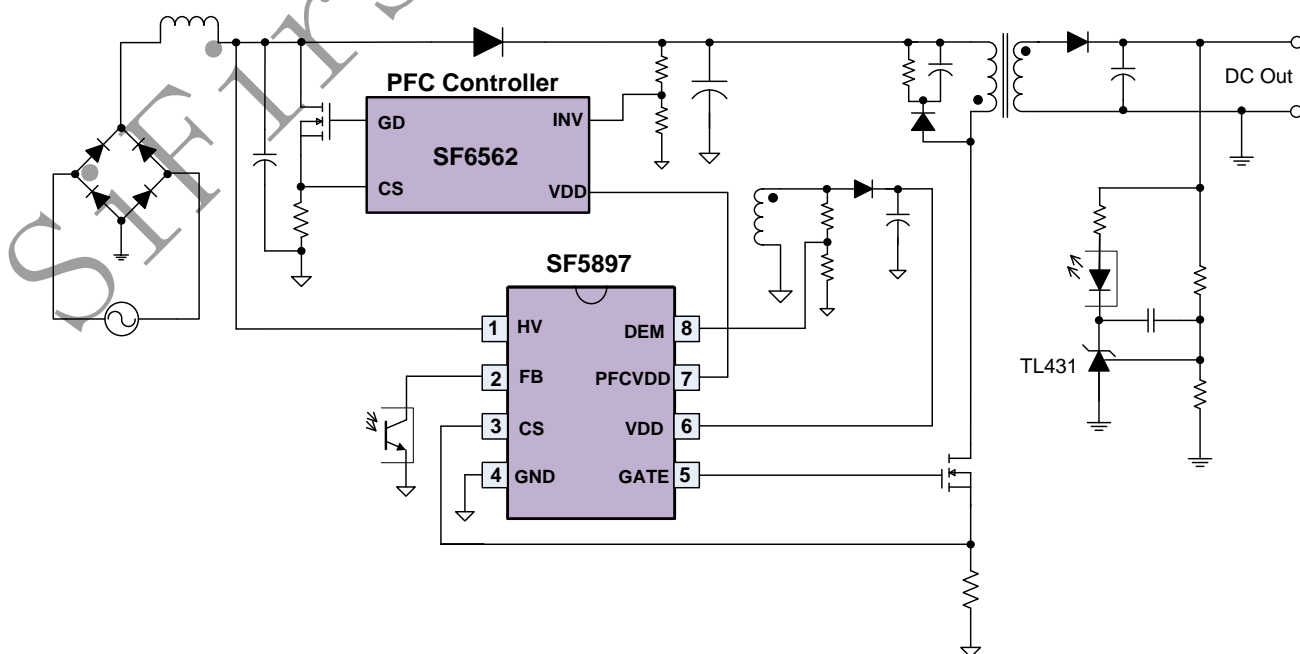 SiFirs
PFC Controller
GD
INV
SF6562
CS
VDD
DC Out
SF5897
1 HV
DEM 8
2 FB
PFCVDD 7
3 CS
VDD 6
4 GND
GATE 5
TL431